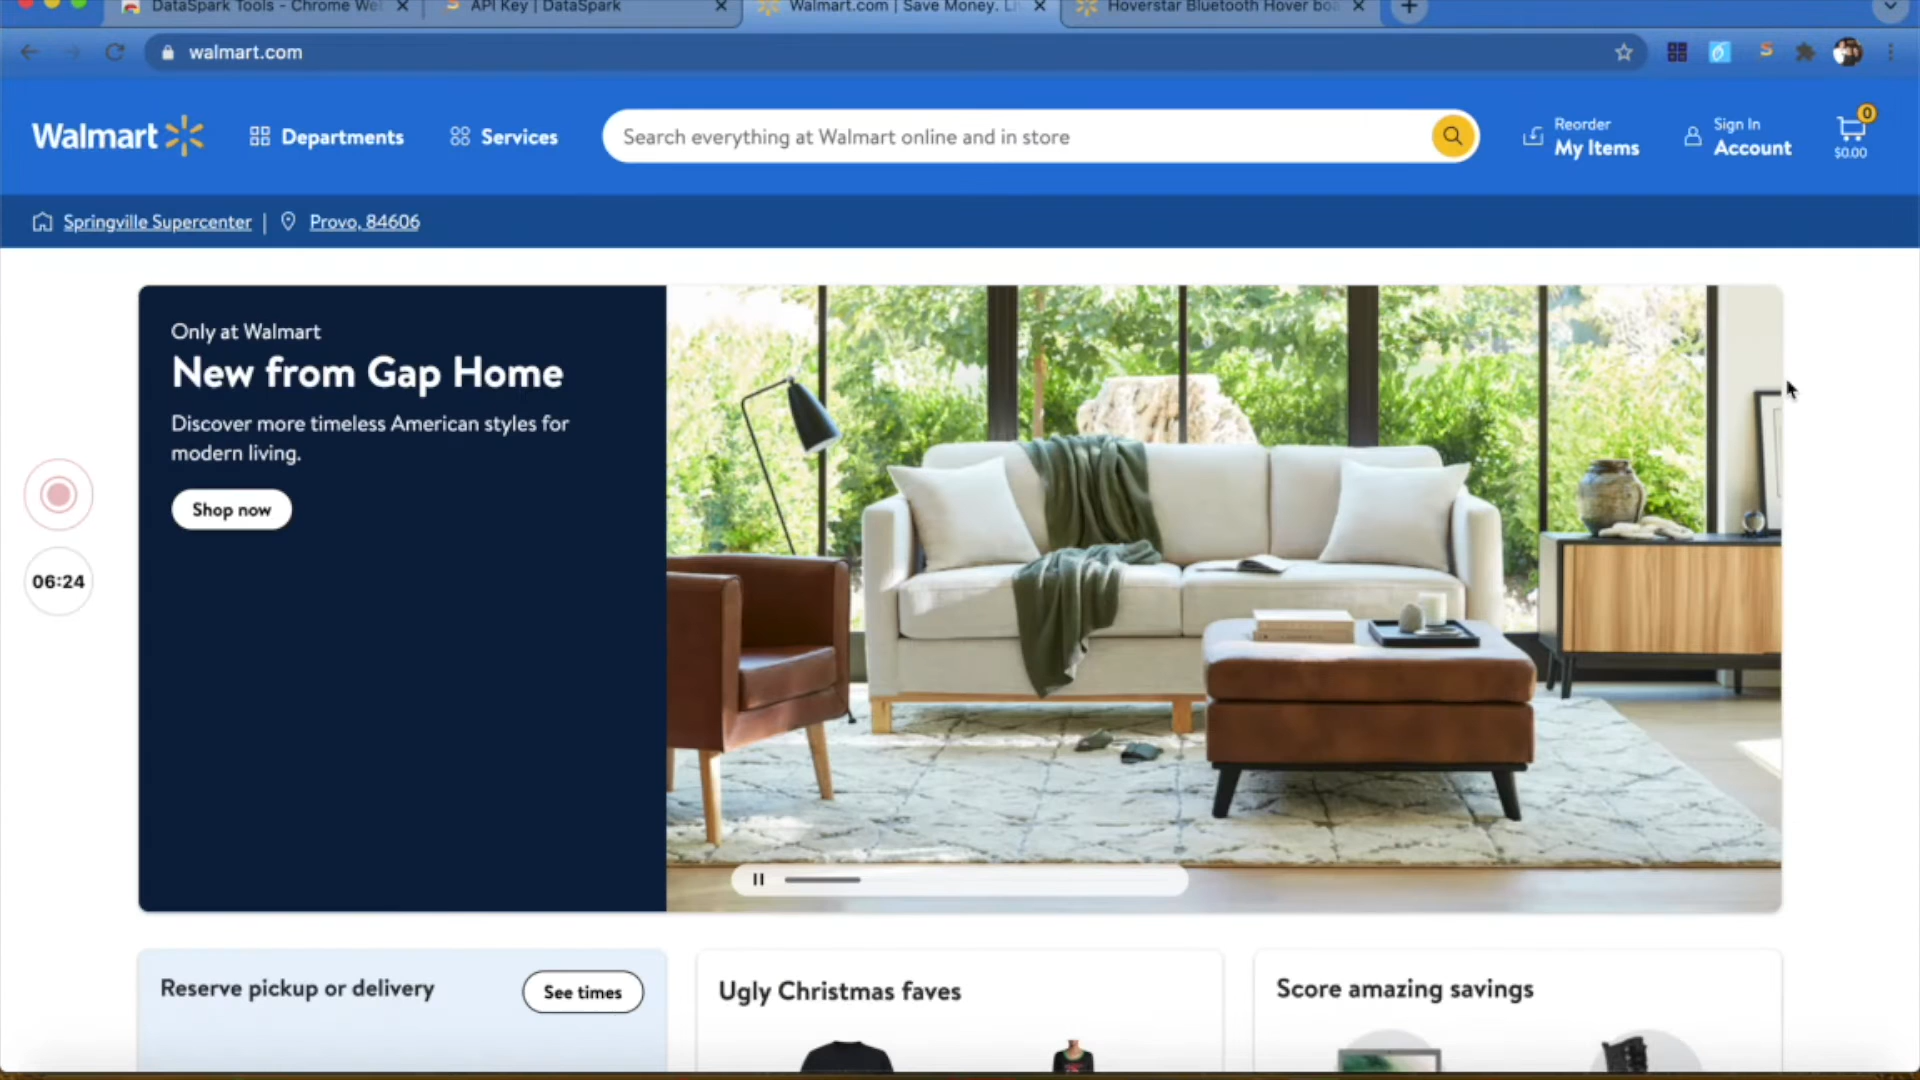 DataSpark Tools - Chrome We
API Key | DataSpark
Walmart.com | Save Money. L
Hoverstar Bluetooth Hover boa
walmart.com
Walmart
Departments
Services
Search everything at Walmart online and in store
Reorder
My Items
Sign In
Account
0
$0.00
Springville Supercenter | Provo, 84606
Only at Walmart
New from Gap Home
Discover more timeless American styles for
modern living.
Shop now
06:24
Reserve pickup or delivery
See times
Ugly Christmas faves
Score amazing savings